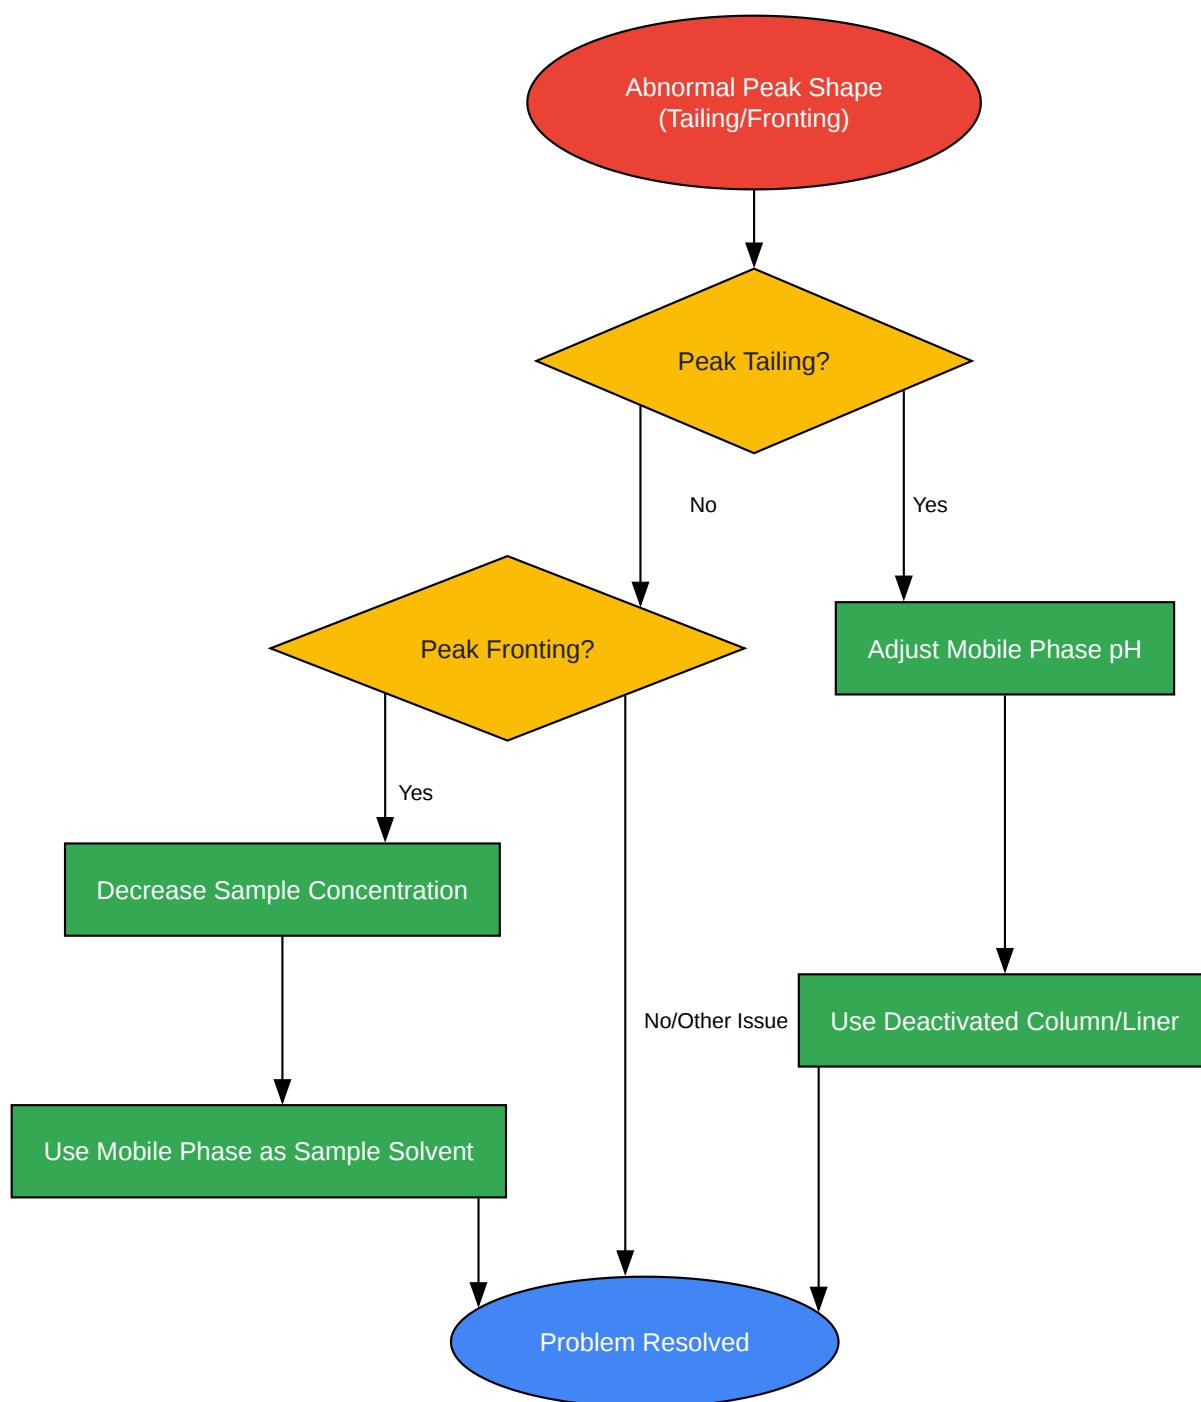 Abnormal Peak Shape
(Tailing/Fronting)
Peak Tailing?
No
Yes
Peak Fronting?
Adjust Mobile Phase pH
Yes
Decrease Sample Concentration
No/Other Issue
Use Deactivated Column/Liner
Use Mobile Phase as Sample Solvent
Problem Resolved